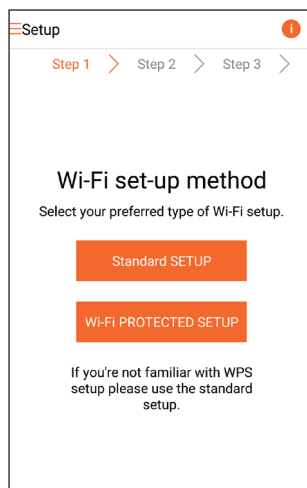 Setup
i
Step 1 > Step 2 > Step 3 >
Wi-Fi set-up method
Select your preferred type of Wi-Fi setup.
Standard SETUP
Wi-Fi PROTECTED SETUP
If you're not familiar with WPS
setup please use the standard
setup.